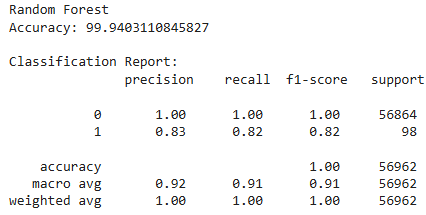 Random Forest
Accuracy: 99.9403110845827
Classification Report:
precision recall f1-score support
0 1.00 1.00 1.00 56864
1 0.83 0.82 0.82 98
accuracy 1.00 56962
macro avg 0.92 0.91 0.91 56962
weighted avg 1.00 1.00 1.00 56962